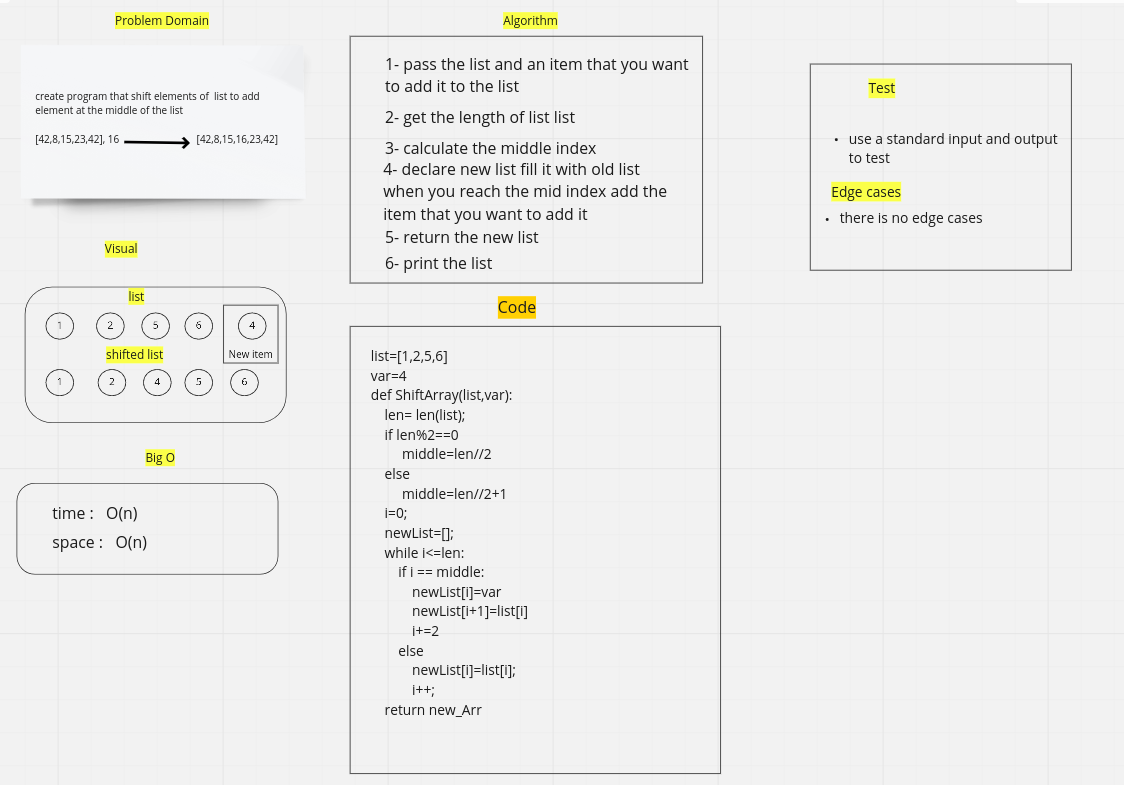 Problem Domain
create program that shift elements of list to add
element at the middle of the list
[42,8,15,23,42], 16
[42,8,15,16,23,42]
Visual
list
1 2 5 6 4
shifted list
New item
1 2 4 5 6
Big O
time : O(n)
space : O(n)
Algorithm
1- pass the list and an item that you want
to add it to the list
2- get the length of list list
3- calculate the middle index
4- declare new list fill it with old list
when you reach the mid index add the
item that you want to add it
5- return the new list
6- print the list
Code
list=[1,2,5,6]
var=4
def ShiftArray(list,var):
len= len(list);
if len%2==0
middle=len//2
else
middle=len//2+1
i=0;
newList=[];
while i<=len:
if i == middle:
newList[i]=var
newList[i+1]=list[i]
i+=2
else
newList[i]=list[i];
i++;
return new_Arr
Test
• use a standard input and output
to test
Edge cases
• there is no edge cases